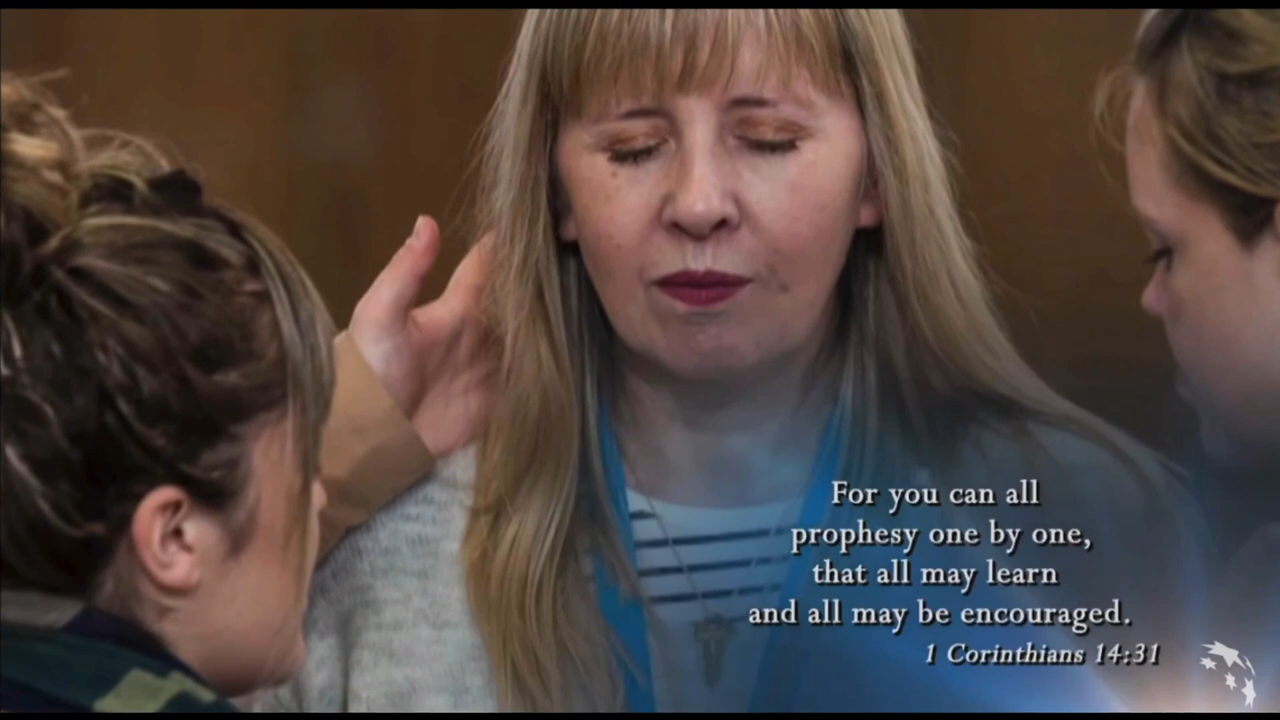 For you can all
prophesy one by one,
that all may learn
and all may be encouraged.
1 Corinthians 14:31